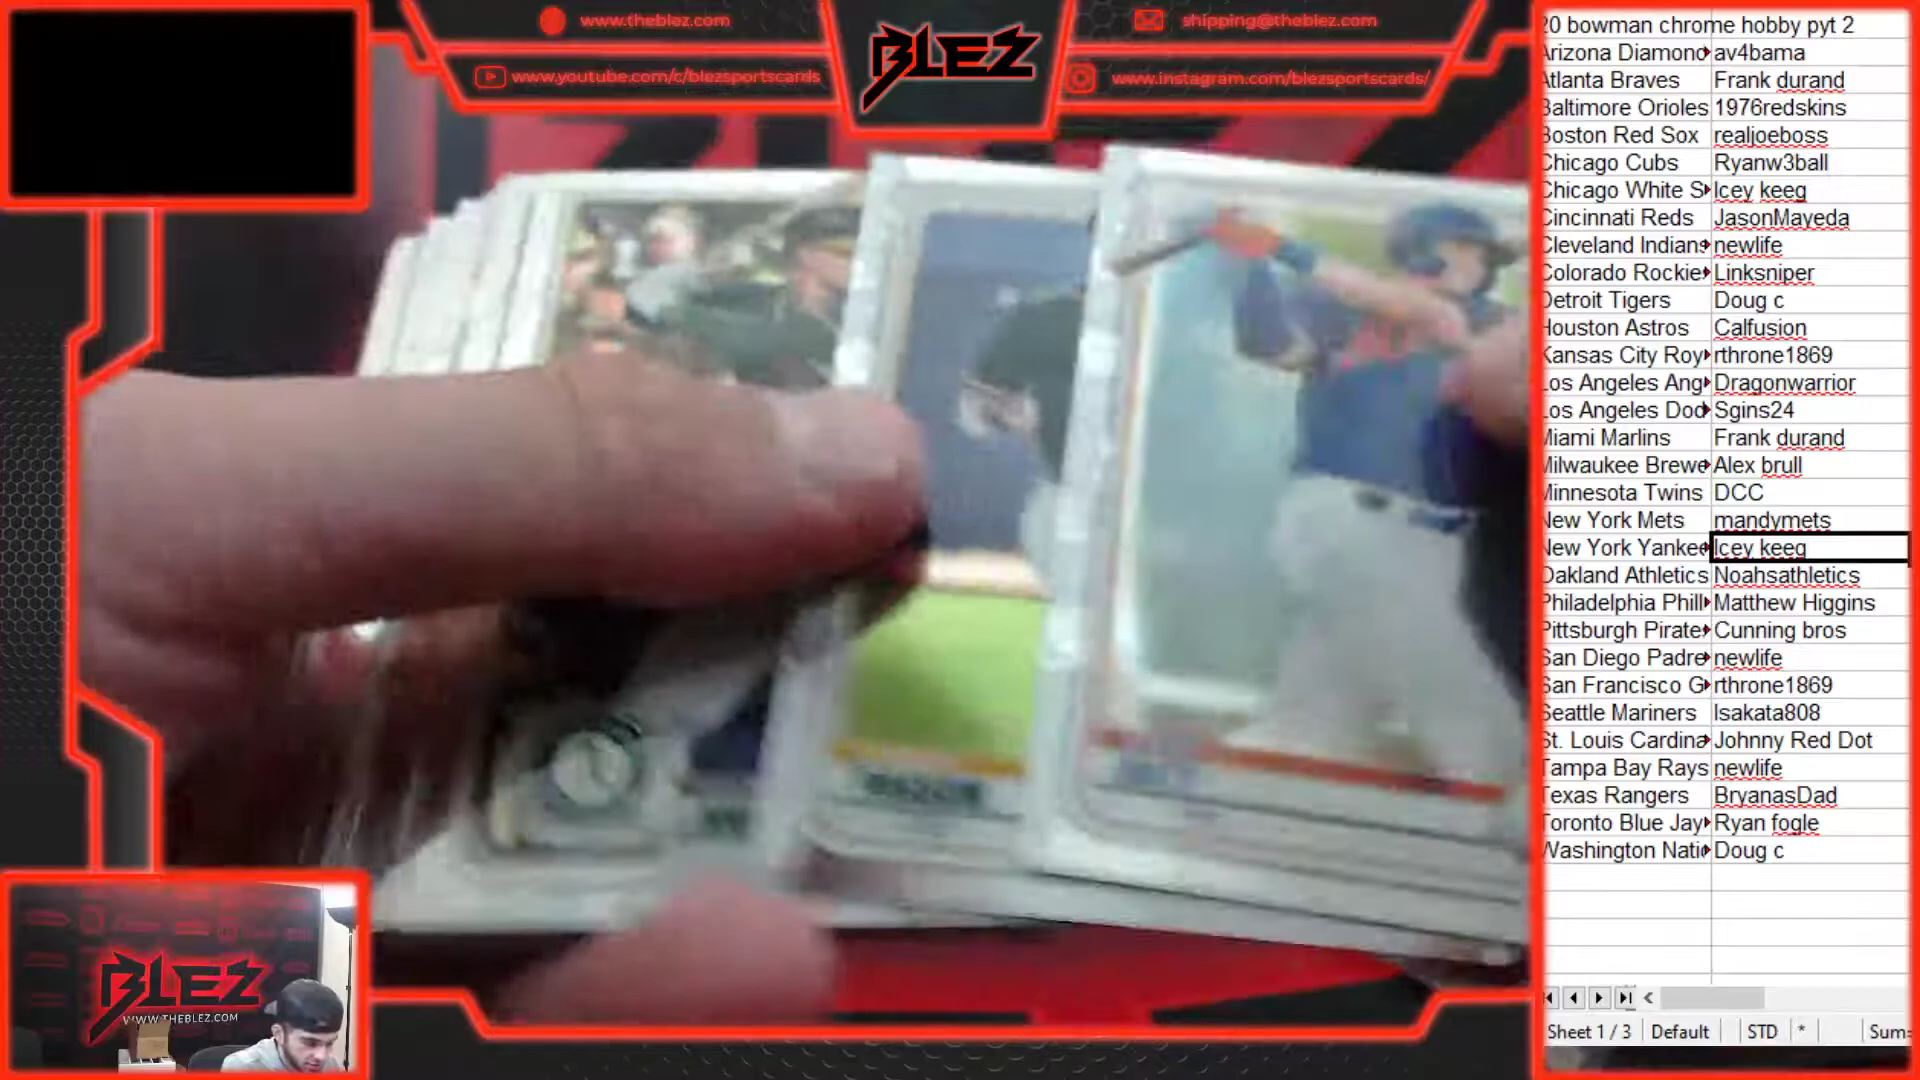 www.theblez.com
shipping@theblez.com
BLEZ
www.youtube.com/c/blezsportscards
www.instagram.com/blezsportscards/
20 bowman chrome hobby pyt 2
Arizona Diamond av4bama
Atlanta Braves Frank durand
Baltimore Orioles 1976redskins
Boston Red Sox realjoeboss
Chicago Cubs Ryanw3ball
Chicago White S Icey keeg
Cincinnati Reds JasonMayeda
Cleveland Indians newlife
Colorado Rockie Linksniper
Detroit Tigers Doug c
Houston Astros Calfusion
Kansas City Roy rthrone1869
Los Angeles Ang Dragonwarrior
Los Angeles Dod Sgins24
Miami Marlins Frank durand
Milwaukee Brewe Alex brull
Minnesota Twins DCC
New York Mets mandymets
New York Yankee Icey keeg
Oakland Athletics Noahsathletics
Philadelphia Phill Matthew Higgins
Pittsburgh Pirate Cunning bros
San Diego Padre newlife
San Francisco G rthrone1869
Seattle Mariners lsakata808
St. Louis Cardina Johnny Red Dot
Tampa Bay Rays newlife
Texas Rangers BryanasDad
Toronto Blue Jay Ryan fogle
Washington Nati Doug c
Sheet 1 / 3 Default STD * Sum=
BLEZ
WWW.THEBLEZ.COM